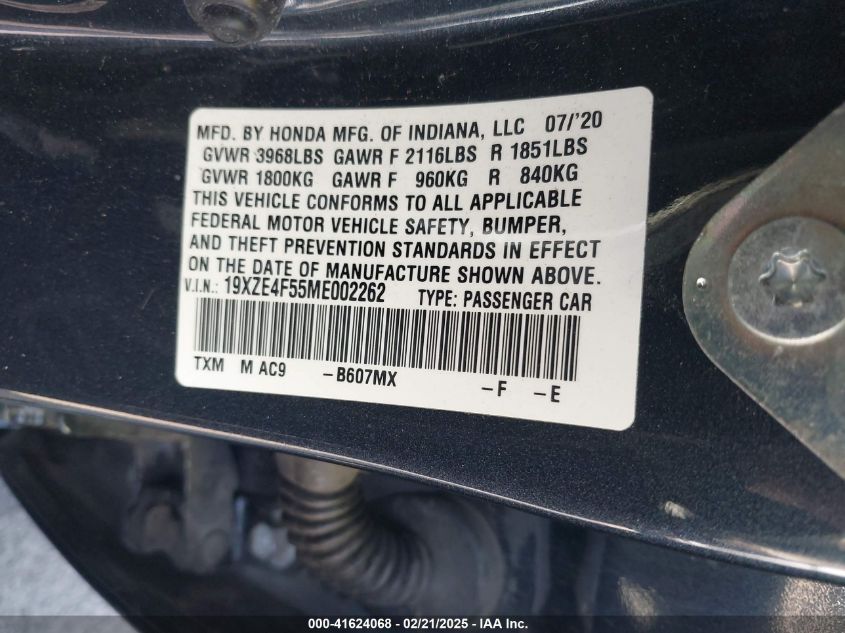 MFD. BY HONDA MFG. OF INDIANA, LLC 07/'20
GVWR 3968LBS GAWR F 2116LBS R 1851LBS
GVWR 1800KG GAWR F 960KG R 840KG
THIS VEHICLE CONFORMS TO ALL APPLICABLE
FEDERAL MOTOR VEHICLE SAFETY, BUMPER,
AND THEFT PREVENTION STANDARDS IN EFFECT
ON THE DATE OF MANUFACTURE SHOWN ABOVE.
V.I.N.: 19XZE4F55ME002262 TYPE: PASSENGER CAR
TXM M AC9 -B607MX -F -E
000-41624068 - 02/21/2025 - IAA Inc.